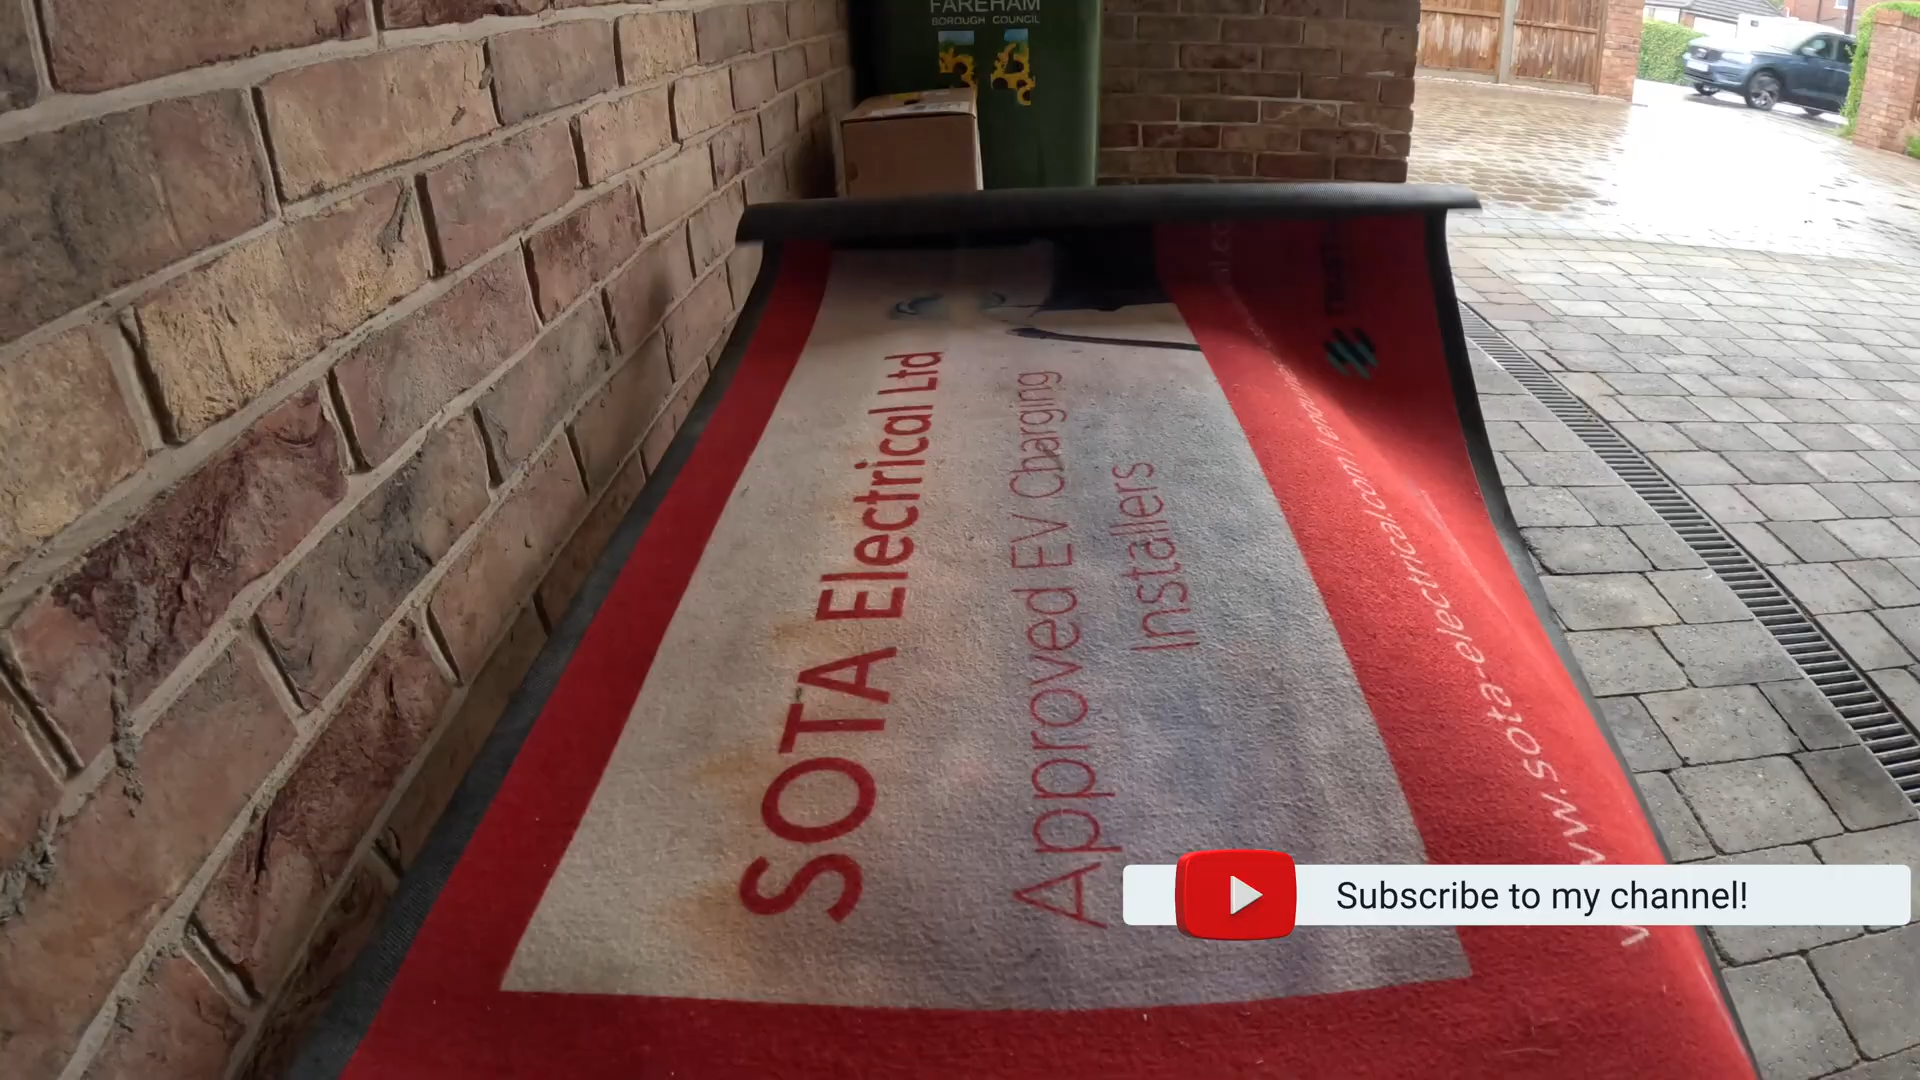 FAREHAM
BOROUGH COUNCIL
SOTA Electrical Ltd
Approved EV Charging
Installers
www.sota-electrical.com
Subscribe to my channel!